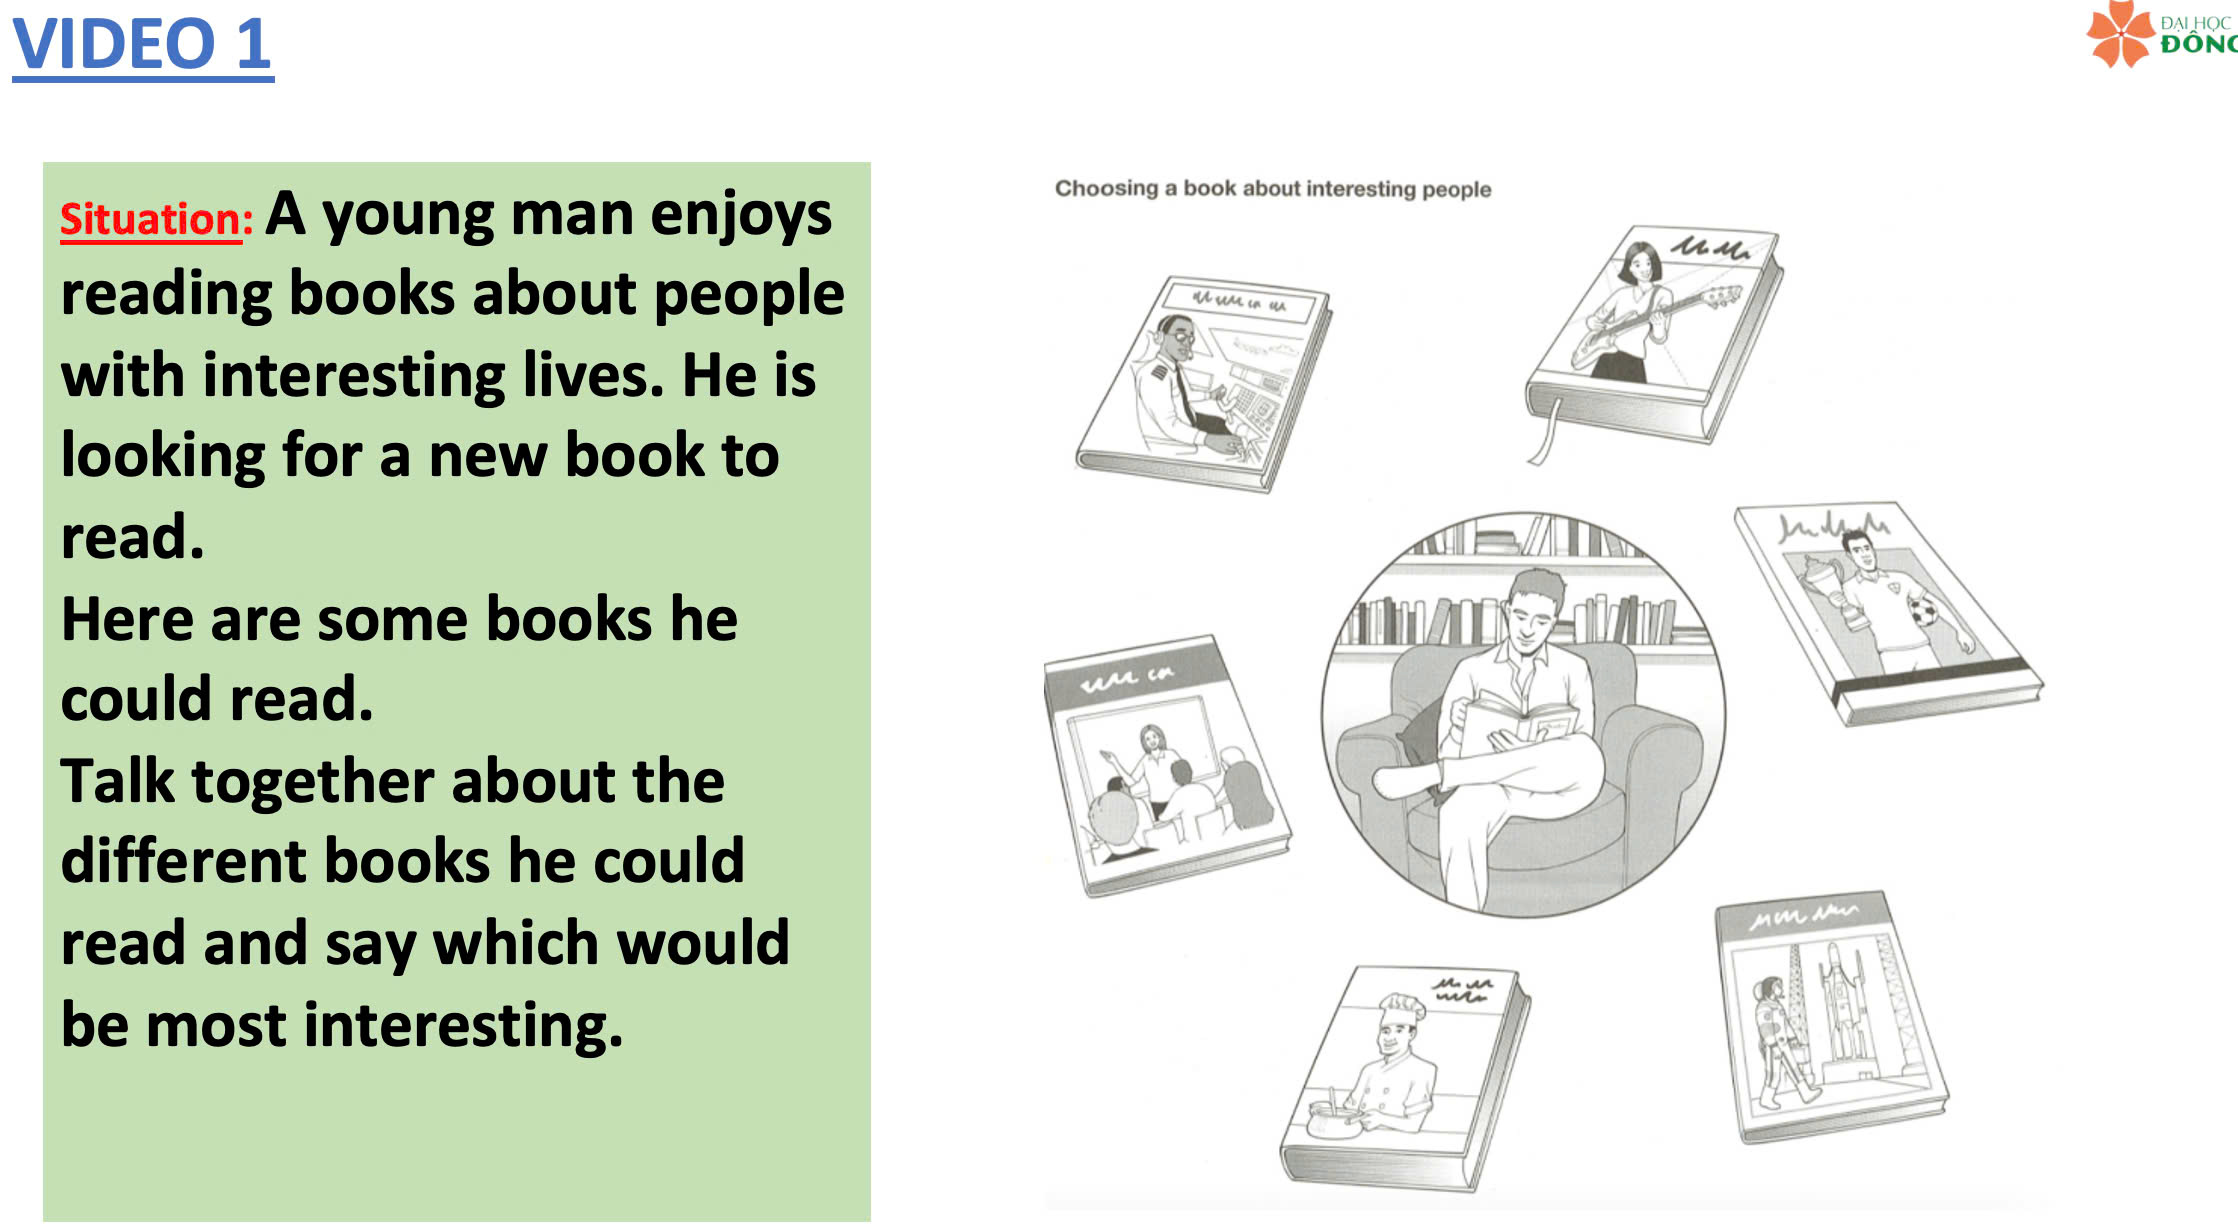 VIDEO 1
ĐẠI HỌC
ĐÔNG
Situation: A young man enjoys
reading books about people
with interesting lives. He is
looking for a new book to
read.
Here are some books he
could read.
Talk together about the
different books he could
read and say which would
be most interesting.
Choosing a book about interesting people